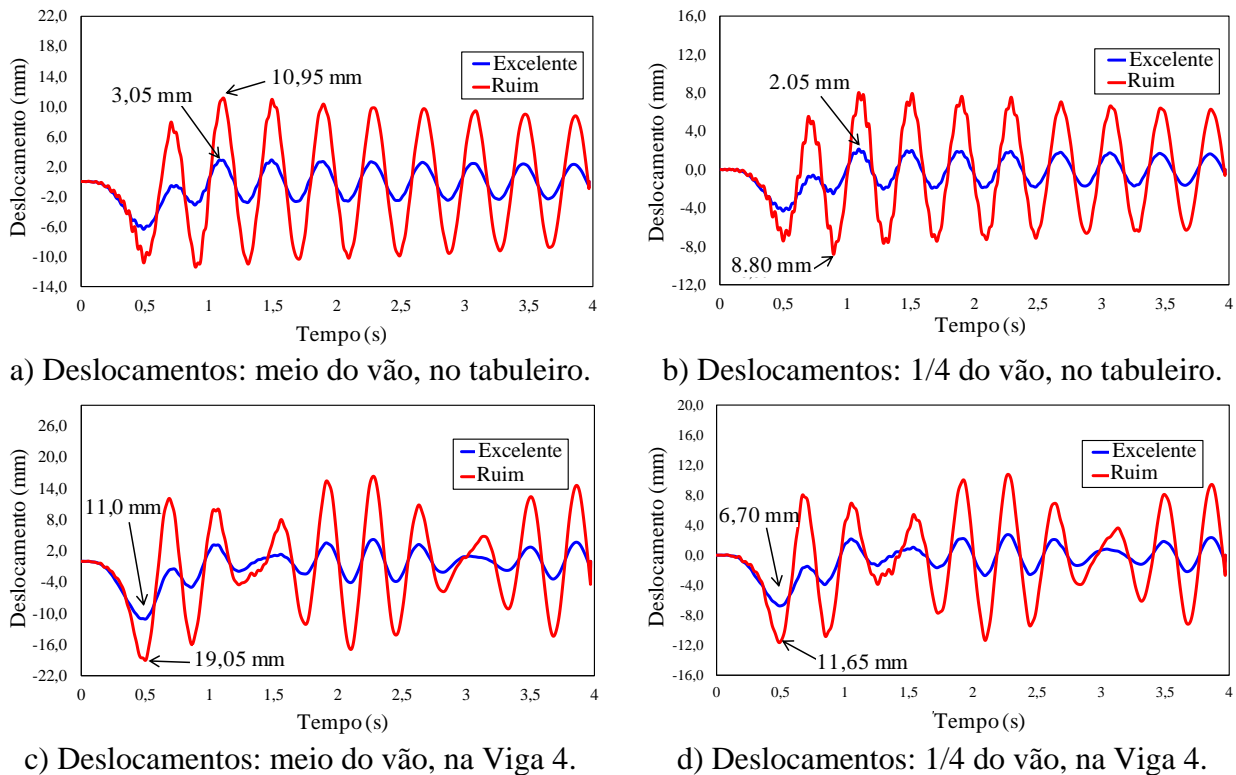 22,0
18,0
14,0
10,0
6,0
2,0
-2,0
-6,0
-10,0
-14,0
Deslocamento (mm)
Excelente
Ruim
10,95 mm
3,05 mm
0 0,5 1 1,5 2 2,5 3 3,5 4
Tempo (s)
a) Deslocamentos: meio do vão, no tabuleiro.
16,0
12,0
8,0
4,0
0,0
-4,0
-8,0
-12,0
Deslocamento (mm)
Excelente
Ruim
2.05 mm
8.80 mm
0 0,5 1 1,5 2 2,5 3 3,5 4
Tempo (s)
b) Deslocamentos: 1/4 do vão, no tabuleiro.
26,0
20,0
14,0
8,0
2,0
-4,0
-10,0
-16,0
-22,0
Deslocamento (mm)
Excelente
Ruim
11,0 mm
19,05 mm
0 0,5 1 1,5 2 2,5 3 3,5 4
Tempo (s)
c) Deslocamentos: meio do vão, na Viga 4.
20,0
16,0
12,0
8,0
4,0
0,0
-4,0
-8,0
-12,0
-16,0
Deslocamento (mm)
Excelente
Ruim
6,70 mm
11,65 mm
0 0,5 1 1,5 2 2,5 3 3,5 4
Tempo (s)
d) Deslocamentos: 1/4 do vão, na Viga 4.